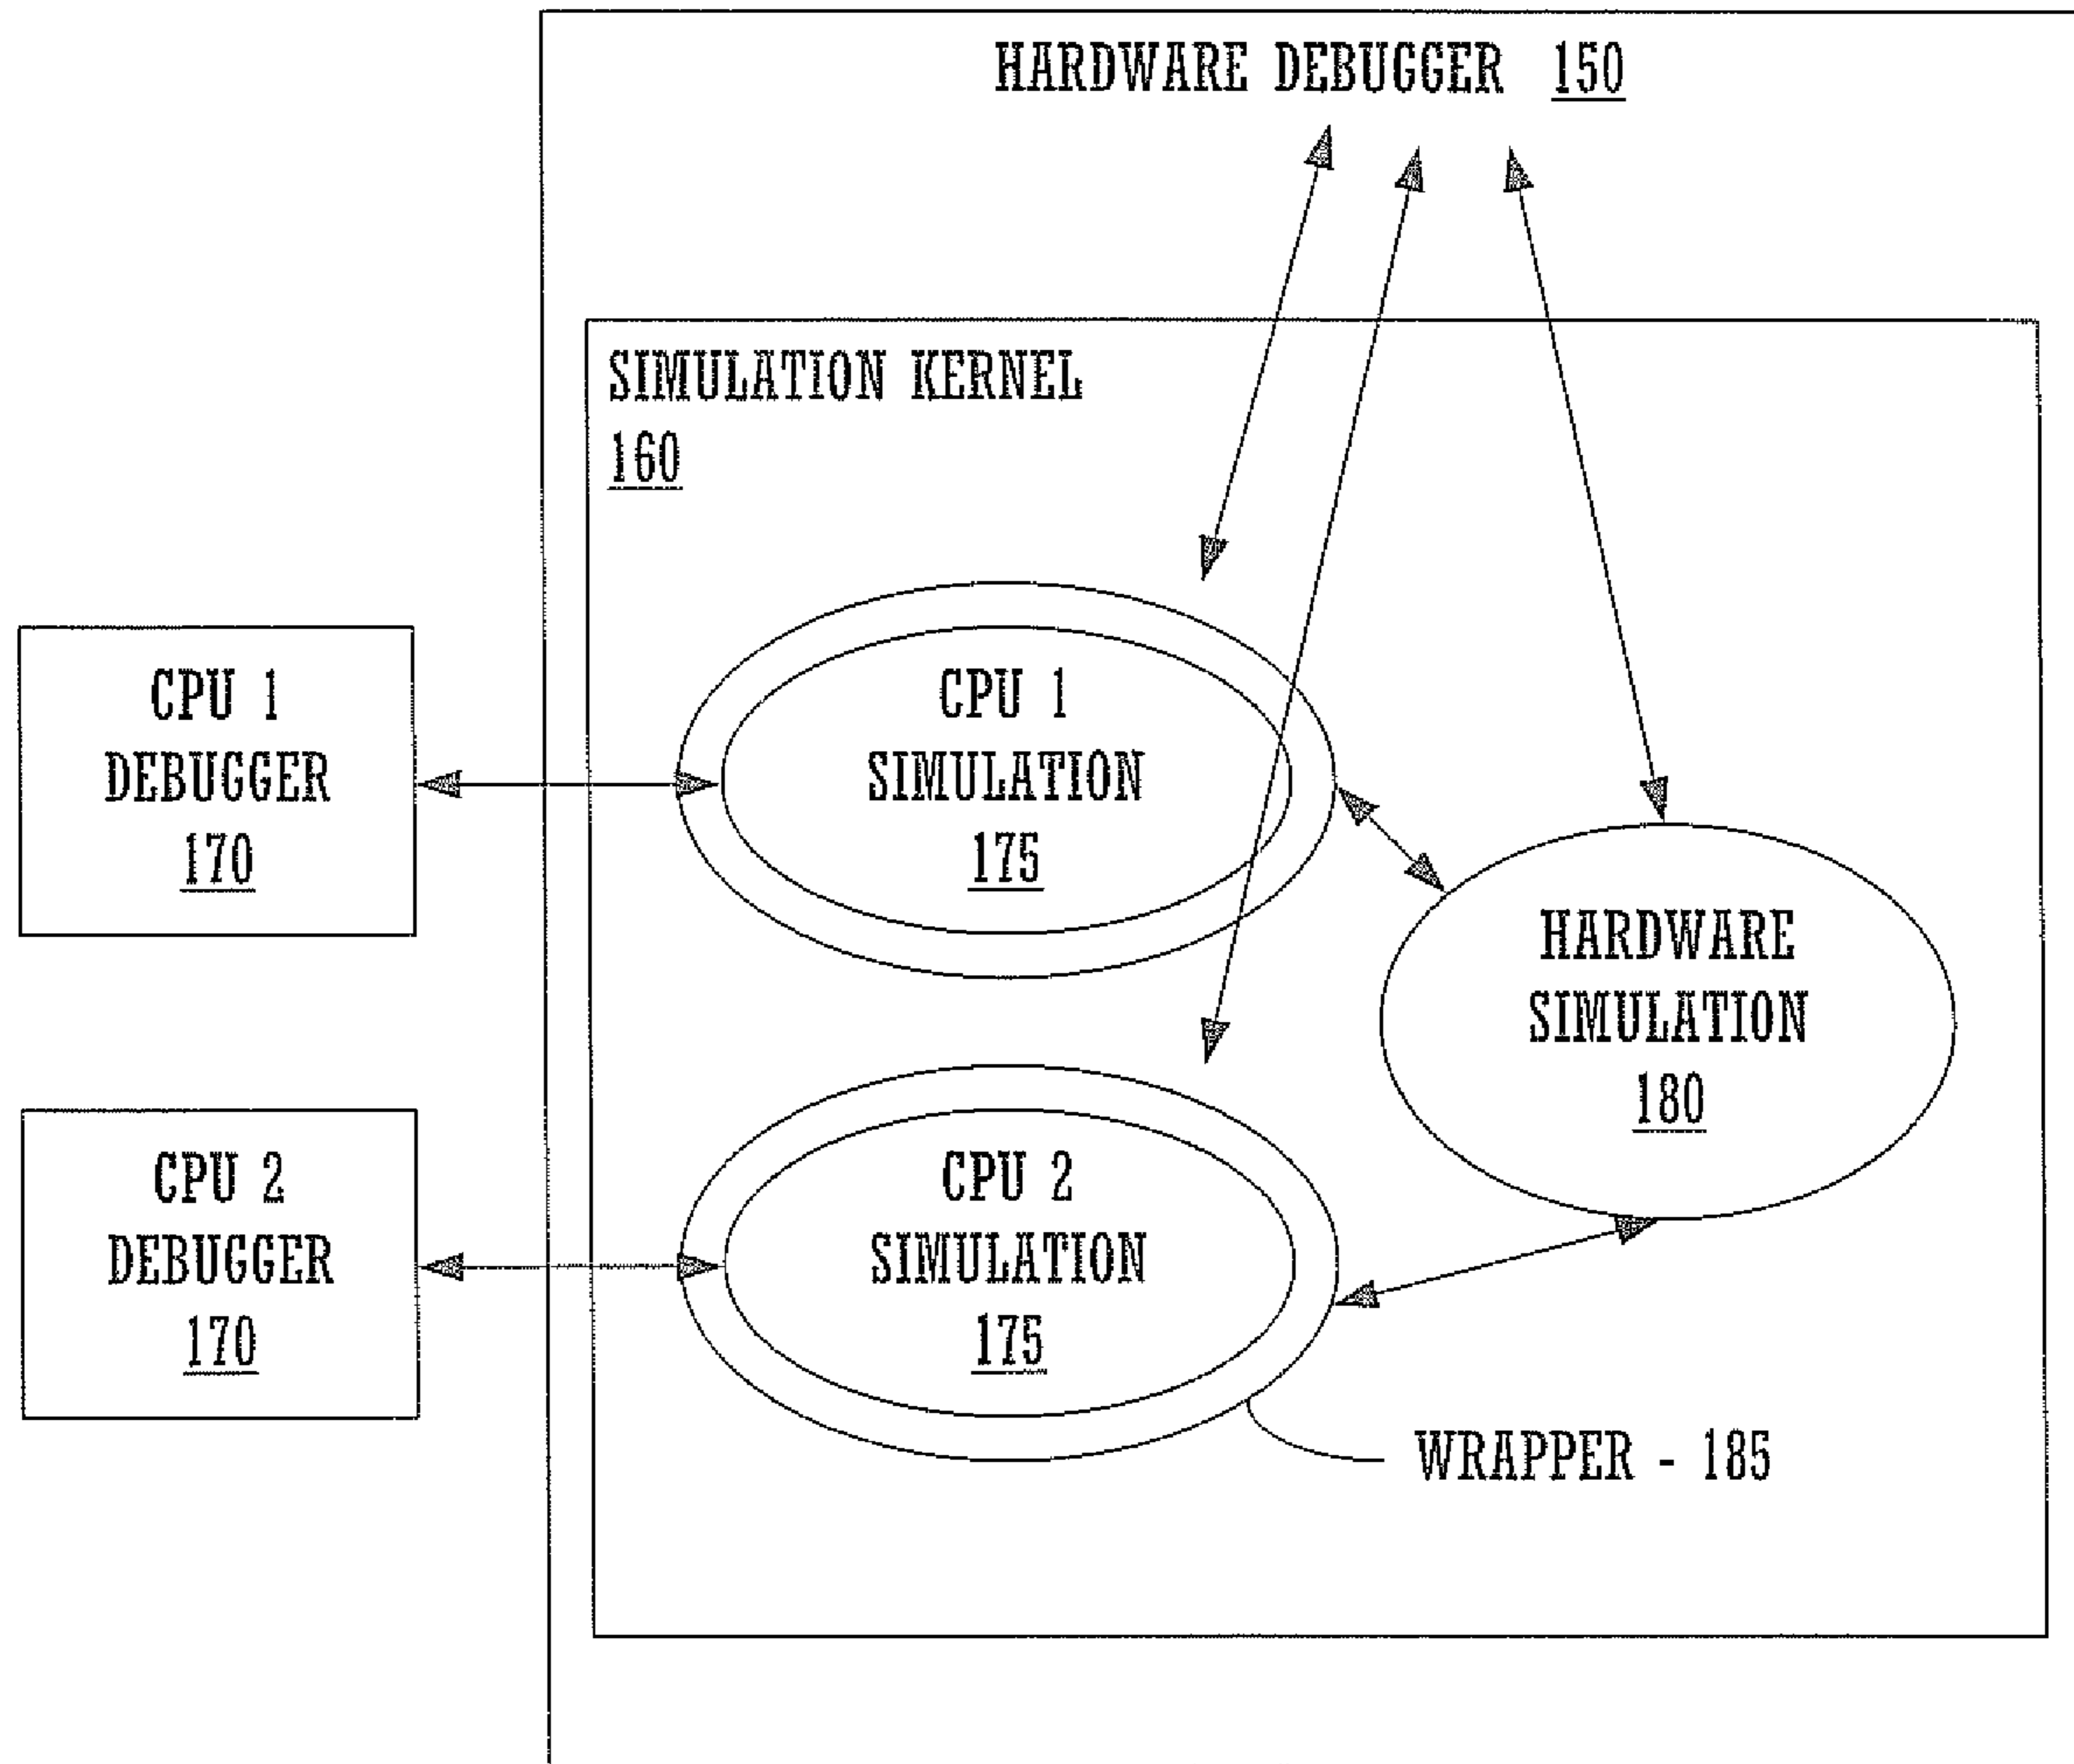 HARDWARE DEBUGGER 150
SIMULATION KERNEL
160
CPU 1
DEBUGGER
170
CPU 1
SIMULATION
175
HARDWARE
SIMULATION
180
CPU 2
DEBUGGER
170
CPU 2
SIMULATION
175
WRAPPER - 185